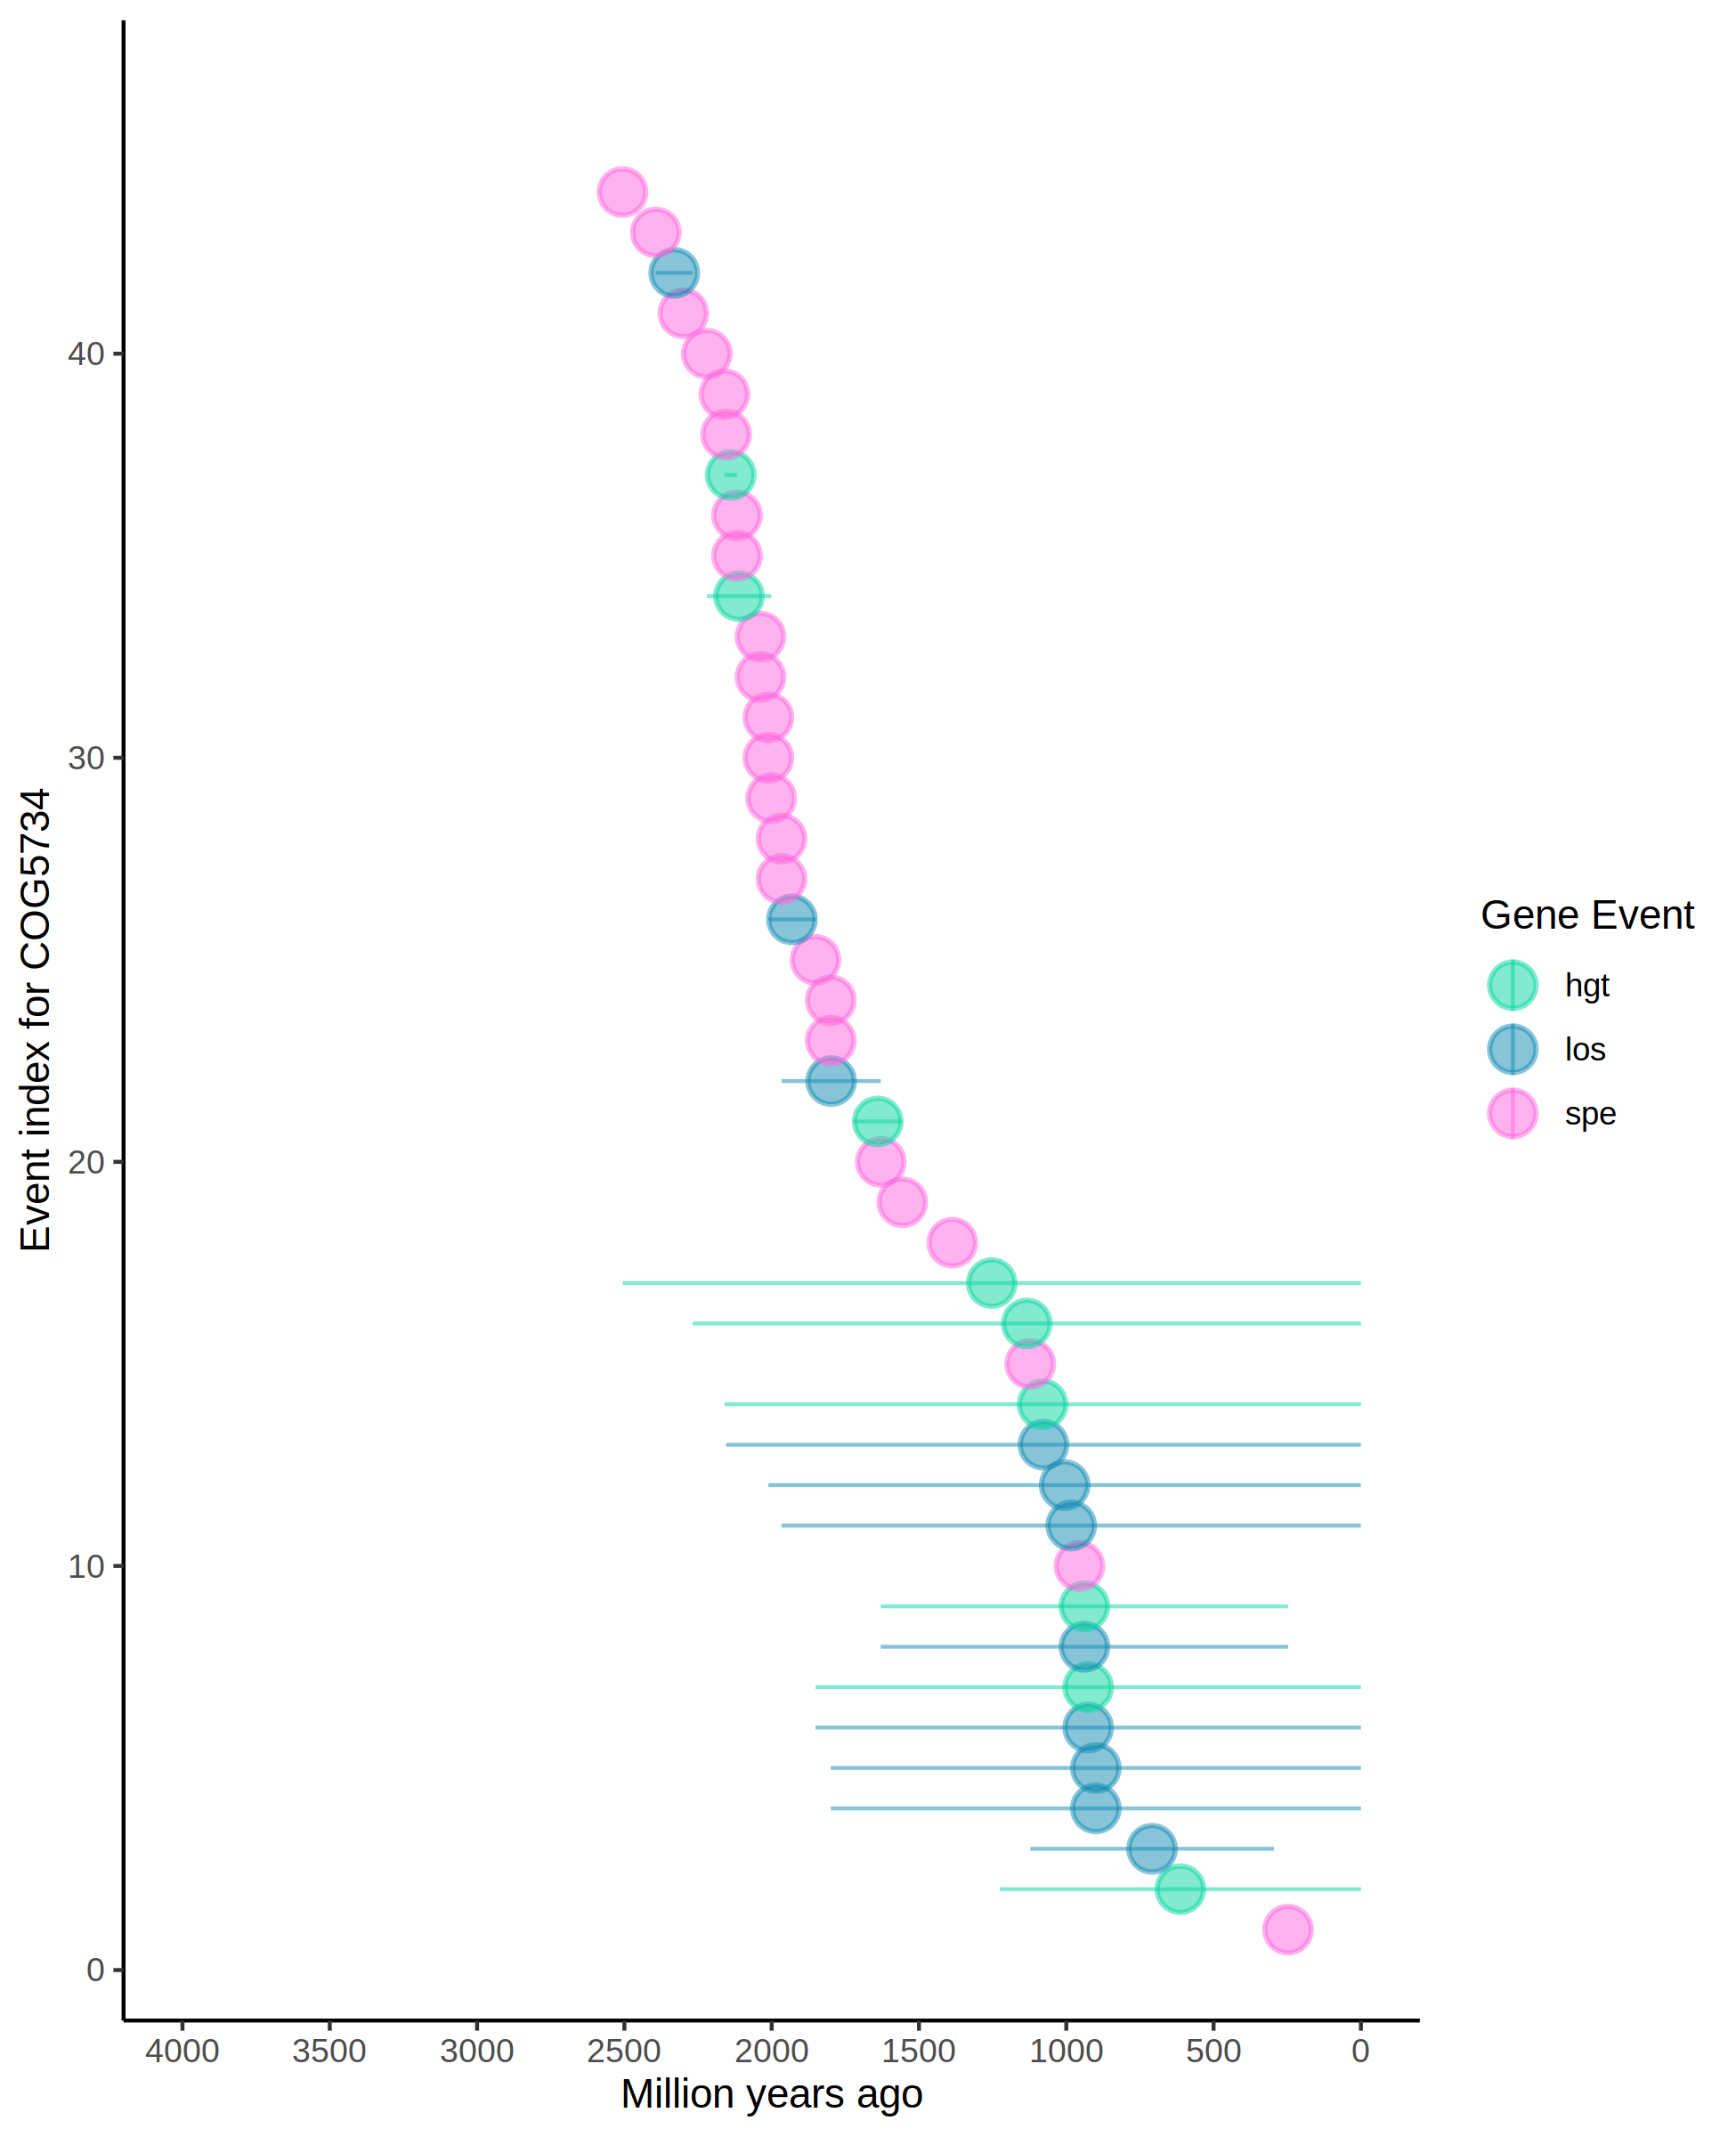 Event index for COG5734
40
30
20
10
0
4000 3500 3000 2500 2000 1500 1000 500 0
Million years ago
Gene Event
hgt
los
spe